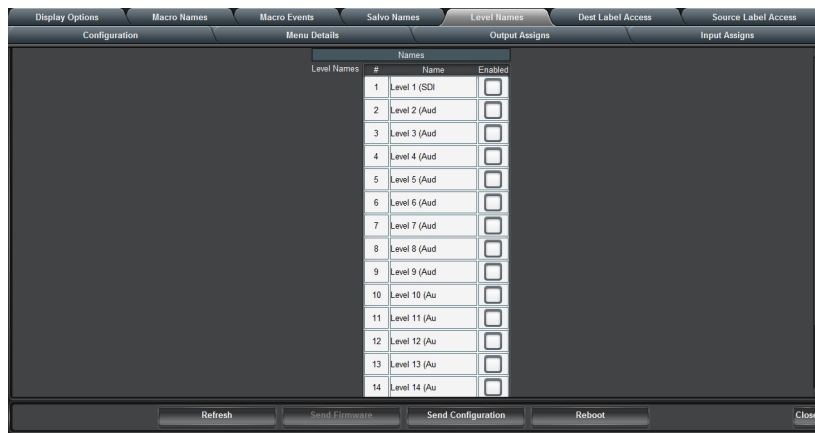 Display Options Macro Names Macro Events Salvo Names Level Names Dest Label Access Source Label Access
Configuration Menu Details Output Assigns Input Assigns
Names
Level Names # Name Enabled
1 Level 1 (SDI
2 Level 2 (Aud
3 Level 3 (Aud
4 Level 4 (Aud
5 Level 5 (Aud
6 Level 6 (Aud
7 Level 7 (Aud
8 Level 8 (Aud
9 Level 9 (Aud
10 Level 10 (Au
11 Level 11 (Au
12 Level 12 (Au
13 Level 13 (Au
14 Level 14 (Au
Refresh Send Firmware Send Configuration Reboot Close